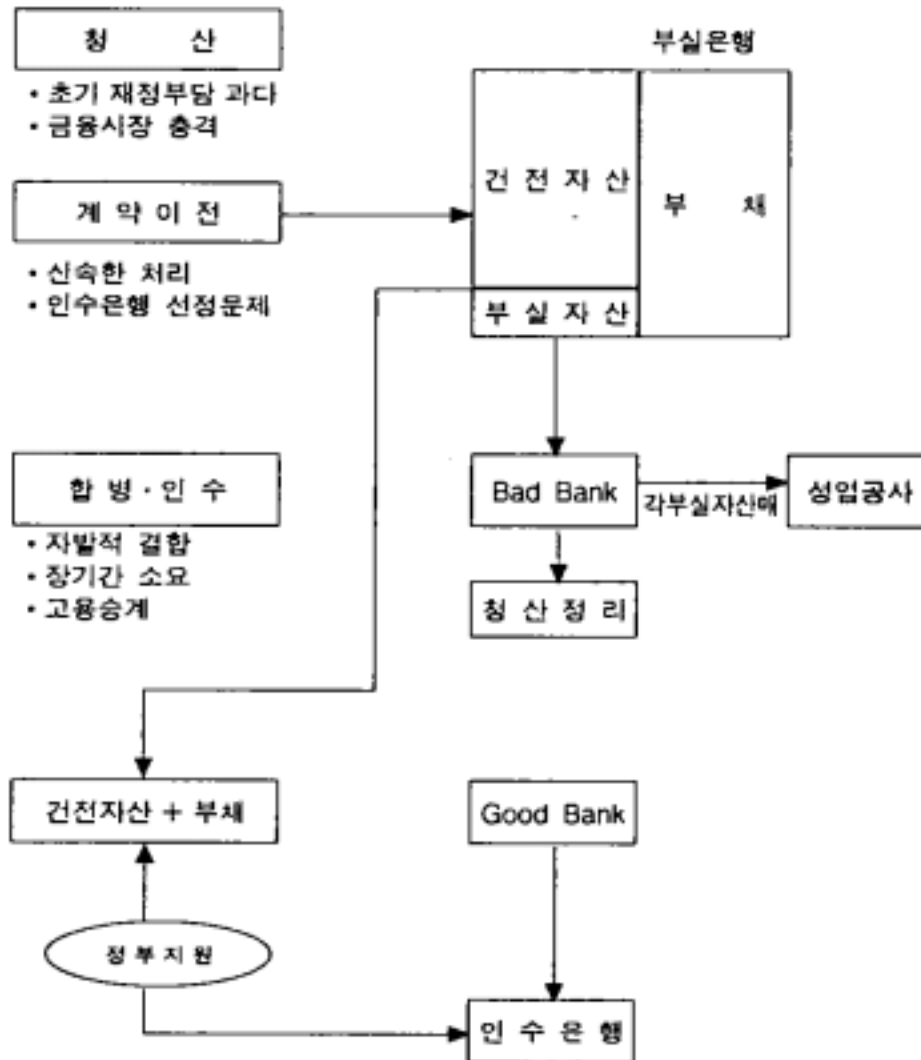 청 산
• 초기 재정부담 과다
• 금융시장 충격
계 약 이 전
• 신속한 처리
• 인수은행 선정문제
합 병 · 인 수
• 자발적 결합
• 장기간 소요
• 고용승계
부실은행
건 전 자 산
부 채
부 실 자 산
Bad Bank
각부실자산매
성업공사
청 산 정 리
건전자산 + 부채
Good Bank
정 부 지 원
인 수 은 행